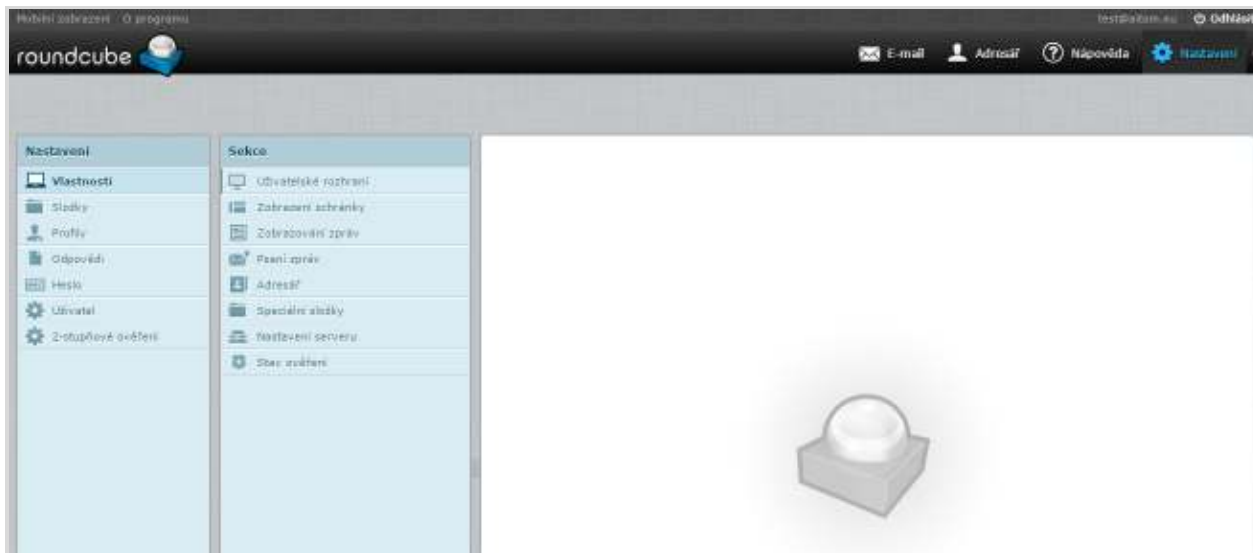 Mobilní zobrazení O programu
Odhlásit
roundcube
E-mail Adresář Nápověda Nastavení
Nastavení
Vlastnosti
Složky
Profily
Odpovědi
Heslo
Uživatel
2-stupňové ověření
Sekce
Uživatelské rozhraní
Zobrazení schránky
Zobrazování zpráv
Psaní zpráv
Adresář
Speciální složky
Nastavení serveru
Stav ověření